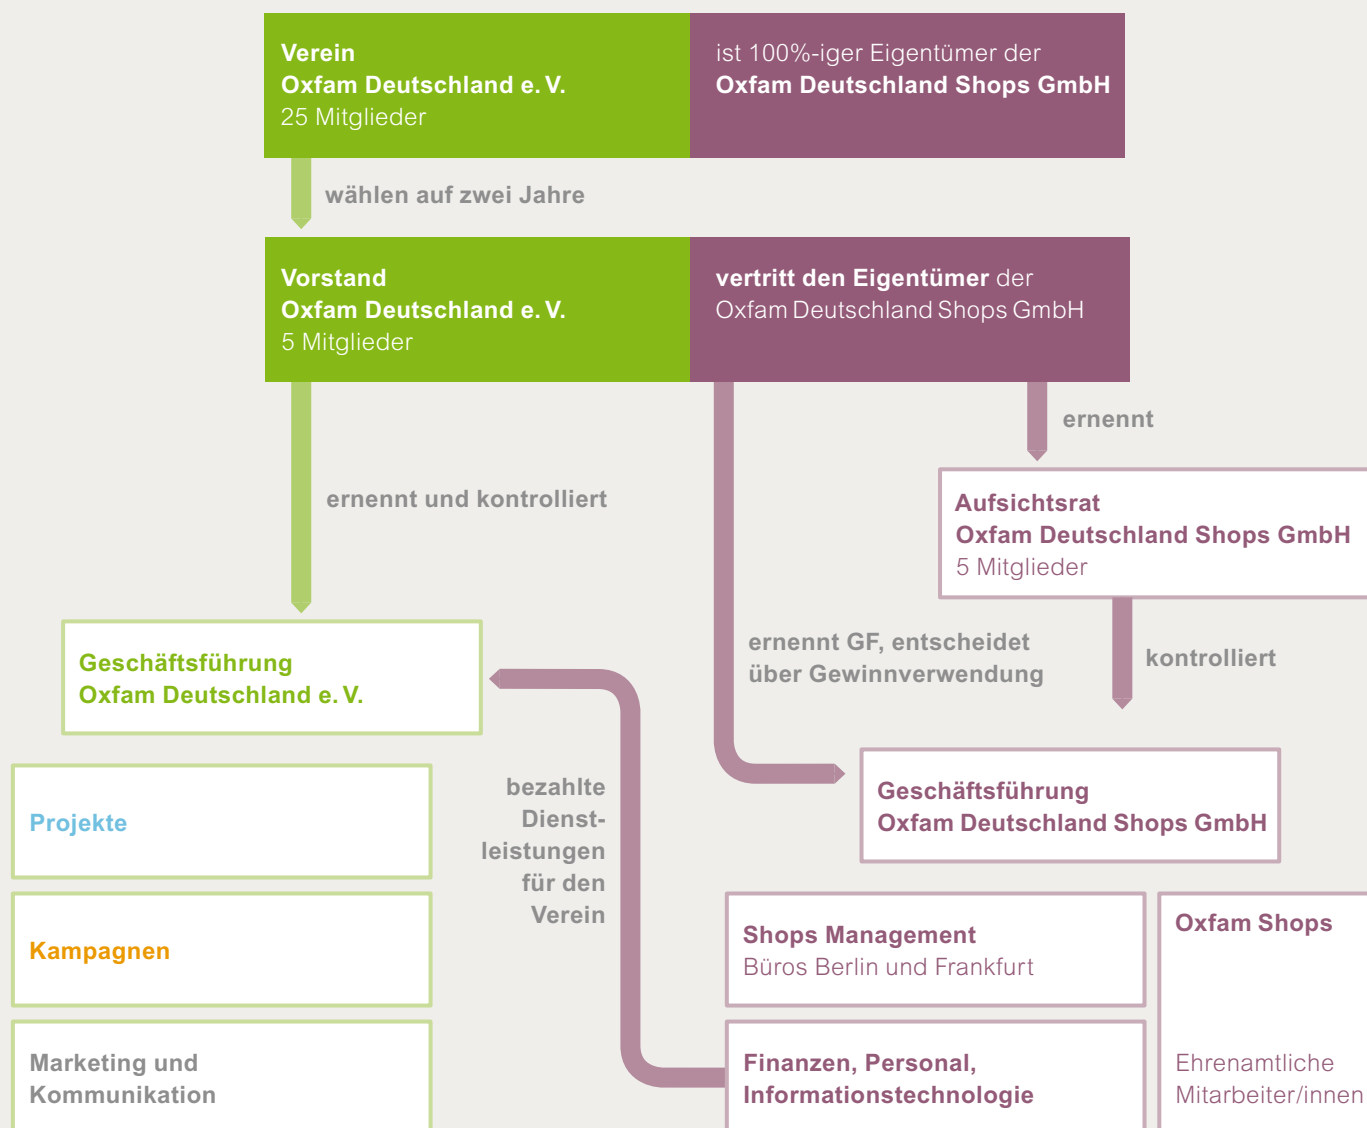 Verein
Oxfam Deutschland e. V.
25 Mitglieder
ist 100%-iger Eigentümer der
Oxfam Deutschland Shops GmbH
wählen auf zwei Jahre
Vorstand
Oxfam Deutschland e. V.
5 Mitglieder
vertritt den Eigentümer der
Oxfam Deutschland Shops GmbH
ernennt
ernennt und kontrolliert
Aufsichtsrat
Oxfam Deutschland Shops GmbH
5 Mitglieder
ernennt GF, entscheidet
über Gewinnverwendung
kontrolliert
Geschäftsführung
Oxfam Deutschland e. V.
bezahlte
Dienst-
leistungen
für den
Verein
Geschäftsführung
Oxfam Deutschland Shops GmbH
Projekte
Kampagnen
Marketing und
Kommunikation
Shops Management
Büros Berlin und Frankfurt
Finanzen, Personal,
Informationstechnologie
Oxfam Shops
Ehrenamtliche
Mitarbeiter/innen